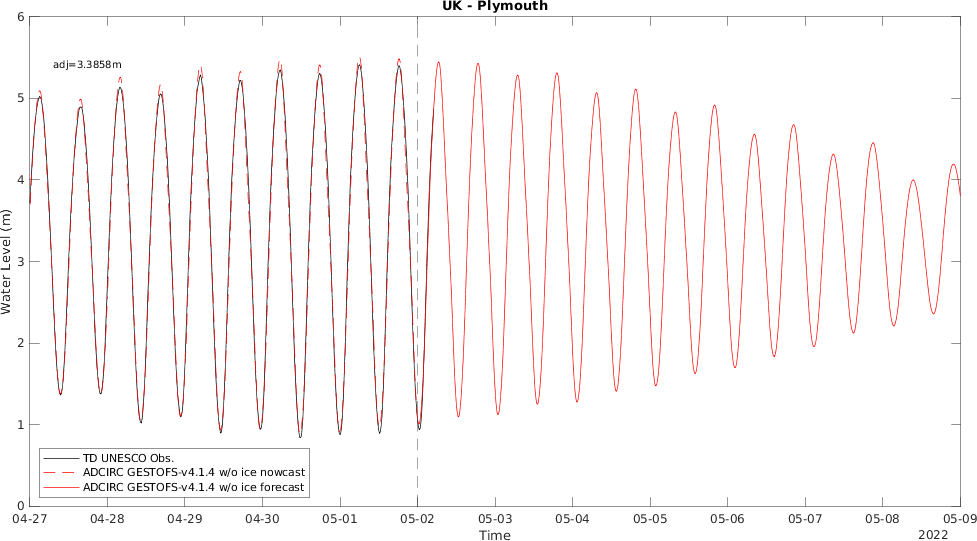 UK - Plymouth
adj=3.3858m
Water Level (m)
6
5
4
3
2
1
0
TD UNESCO Obs.
ADCIRC GESTOFS-v4.1.4 w/o ice nowcast
ADCIRC GESTOFS-v4.1.4 w/o ice forecast
04-27 04-28 04-29 04-30 05-01 05-02 05-03 05-04 05-05 05-06 05-07 05-08 05-09
Time
2022